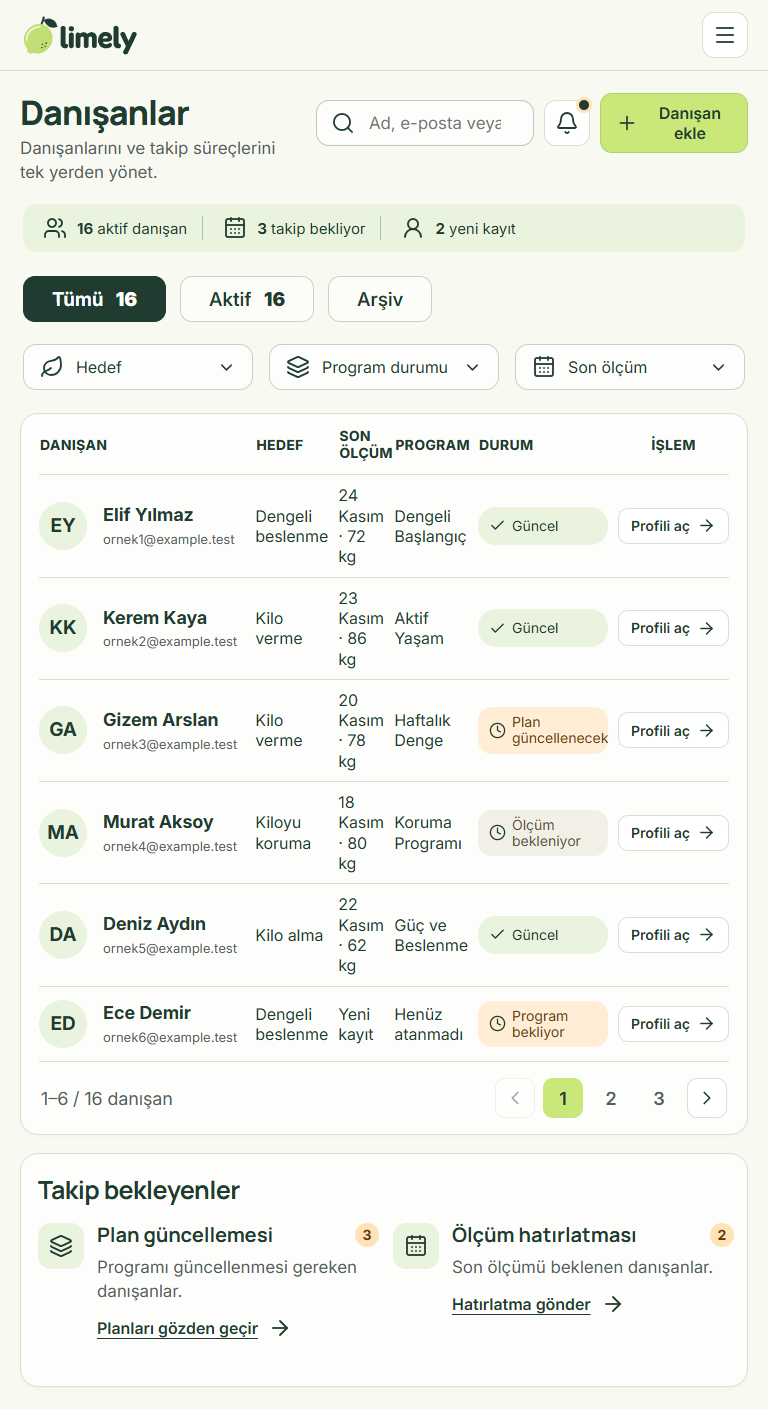 limely
Danışanlar
Danışanlarını ve takip süreçlerini
tek yerden yönet.
Ad, e-posta veya
Danışan
ekle
16 aktif danışan
3 takip bekliyor
2 yeni kayıt
Tümü 16
Aktif 16
Arşiv
Hedef
Program durumu
Son ölçüm
DANIŞAN
HEDEF
SON
ÖLÇÜM
PROGRAM
DURUM
İŞLEM
EY
Elif Yılmaz
ornek1@example.test
Dengeli
beslenme
24
Kasım
· 72
kg
Dengeli
Başlangıç
Güncel
Profili aç
KK
Kerem Kaya
ornek2@example.test
Kilo
verme
23
Kasım
· 86
kg
Aktif
Yaşam
Güncel
Profili aç
GA
Gizem Arslan
ornek3@example.test
Kilo
verme
20
Kasım
· 78
kg
Haftalık
Denge
Plan
güncellenecek
Profili aç
MA
Murat Aksoy
ornek4@example.test
Kiloyu
koruma
18
Kasım
· 80
kg
Koruma
Programı
Ölçüm
bekleniyor
Profili aç
DA
Deniz Aydın
ornek5@example.test
Kilo alma
22
Kasım
· 62
kg
Güç ve
Beslenme
Güncel
Profili aç
ED
Ece Demir
ornek6@example.test
Dengeli
beslenme
Yeni
kayıt
Henüz
atanmadı
Program
bekliyor
Profili aç
1–6 / 16 danışan
1 2 3
Takip bekleyenler
Plan güncellemesi 3
Programı güncellenmesi gereken
danışanlar.
Planları gözden geçir
Ölçüm hatırlatması 2
Son ölçümü beklenen danışanlar.
Hatırlatma gönder